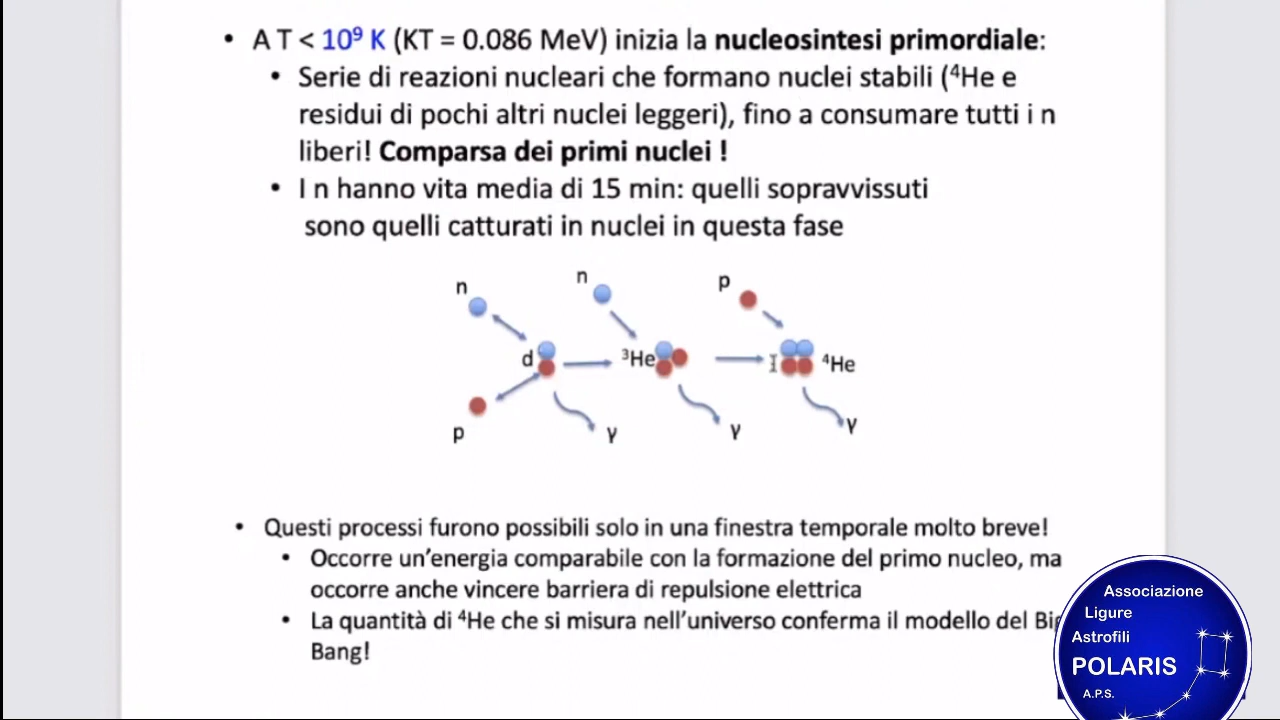 • A T < 10⁹ K (KT = 0.086 MeV) inizia la nucleosintesi primordiale:
• Serie di reazioni nucleari che formano nuclei stabili (⁴He e
residui di pochi altri nuclei leggeri), fino a consumare tutti i n
liberi! Comparsa dei primi nuclei !
• I n hanno vita media di 15 min: quelli sopravvissuti
sono quelli catturati in nuclei in questa fase
n
n
p
d
³He
⁴He
p
γ
γ
γ
• Questi processi furono possibili solo in una finestra temporale molto breve!
• Occorre un’energia comparabile con la formazione del primo nucleo, ma
occorre anche vincere barriera di repulsione elettrica
• La quantità di ⁴He che si misura nell’universo conferma il modello del Bi
Bang!
Associazione
Ligure
Astrofili
POLARIS
A.P.S.